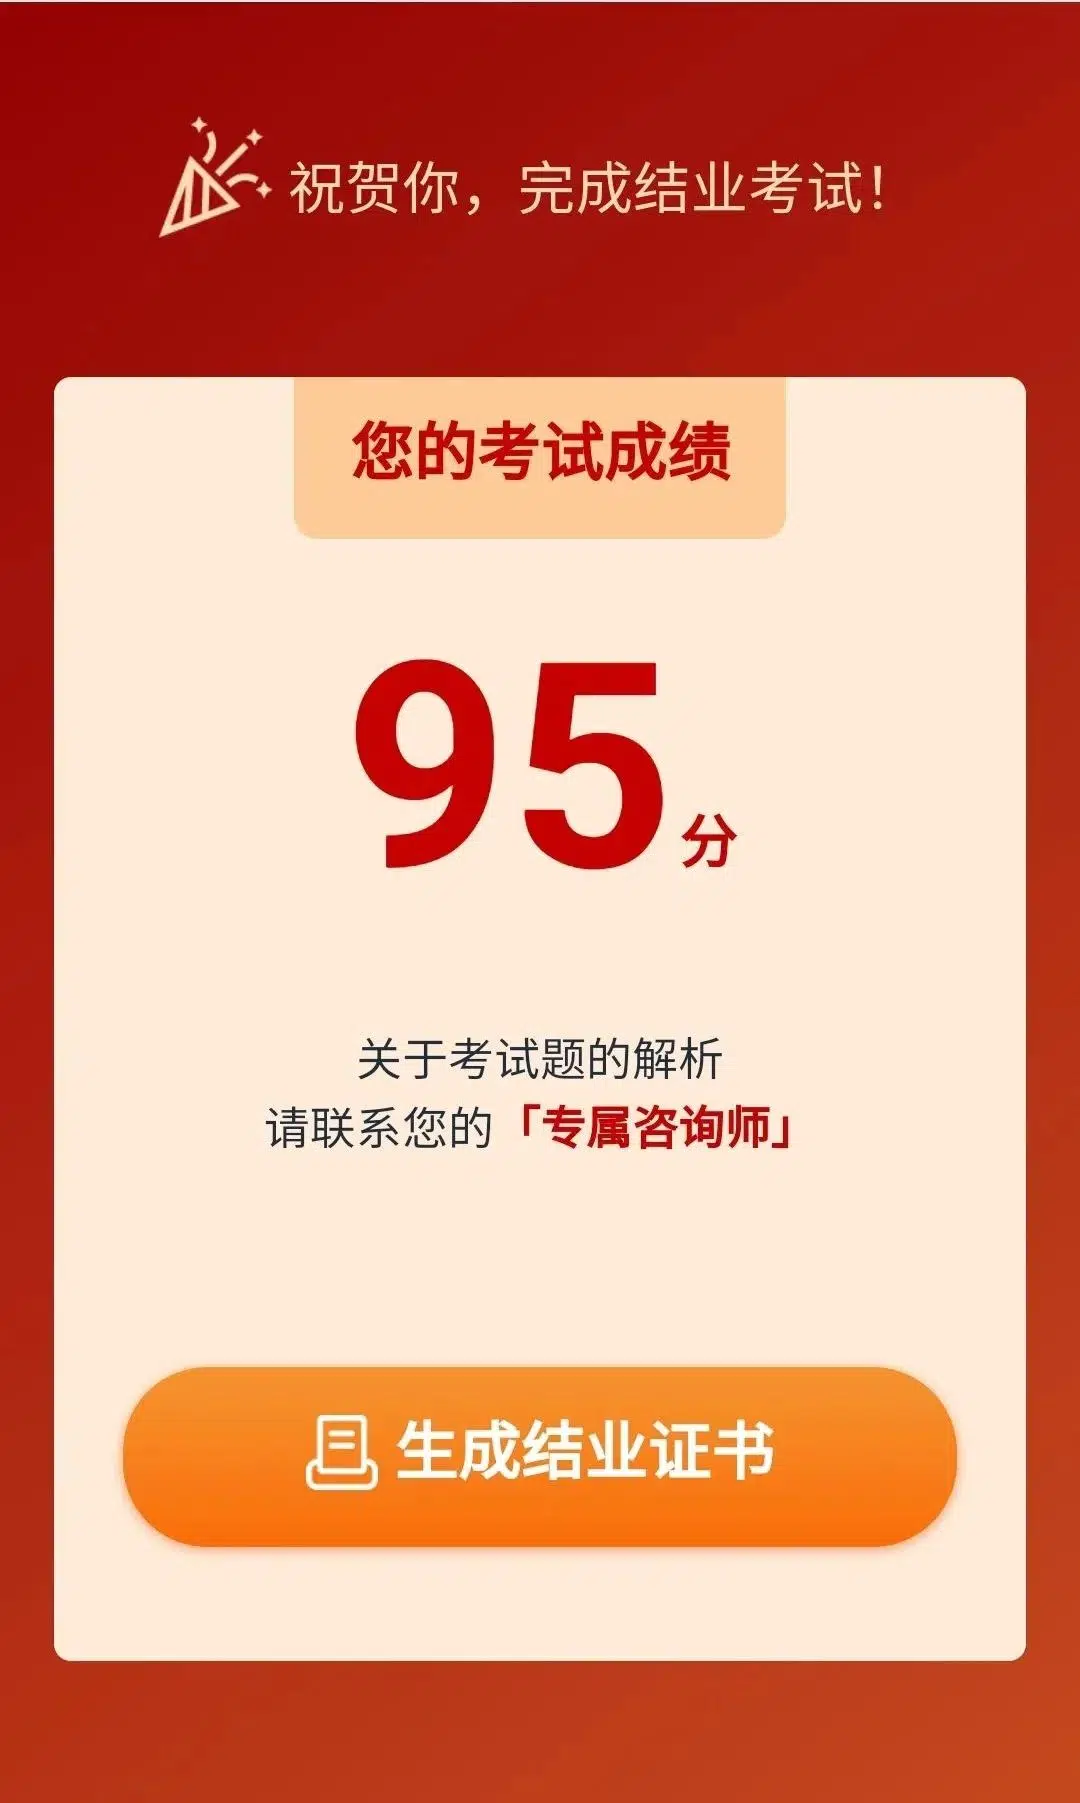 祝贺你，完成结业考试！
您的考试成绩
95分
关于考试题的解析
请联系您的「专属咨询师」
生成结业证书